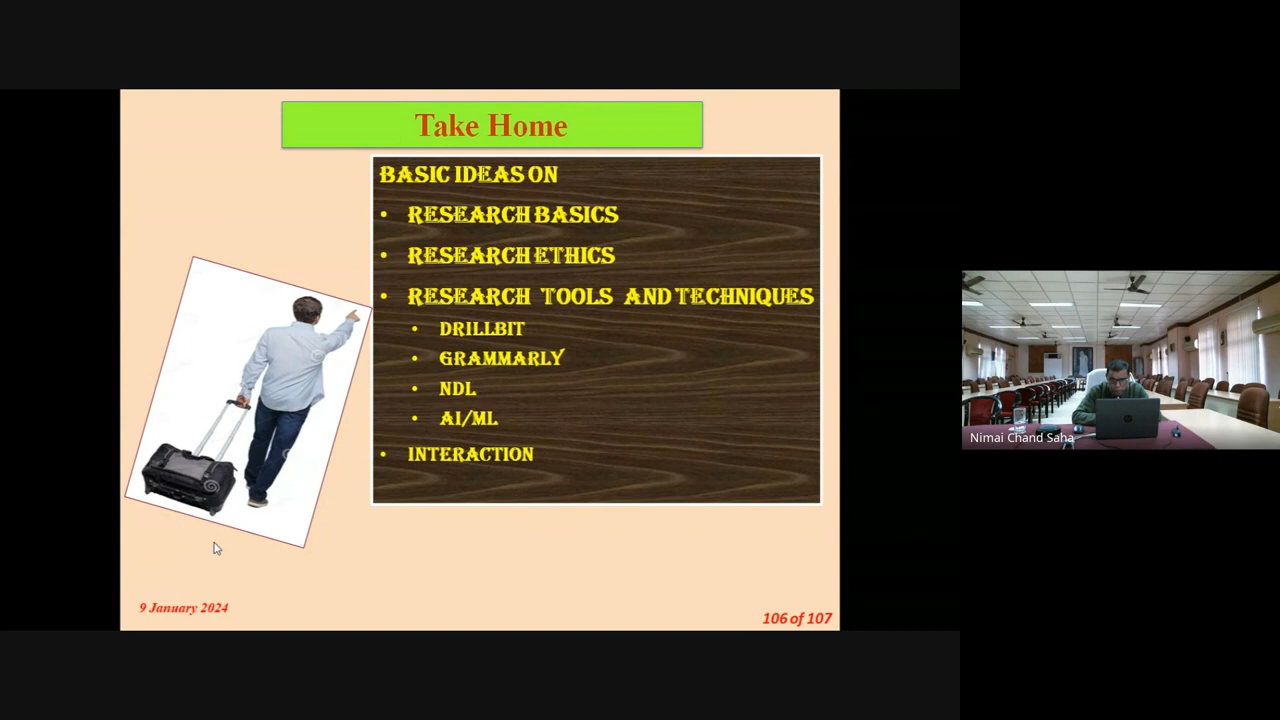 Take Home
BASIC IDEAS ON
• RESEARCH BASICS
• RESEARCH ETHICS
• RESEARCH TOOLS AND TECHNIQUES
• DRILLBIT
• GRAMMARLY
• NDL
• AI/ML
• INTERACTION
9 January 2024
106 of 107
Nimai Chand Saha